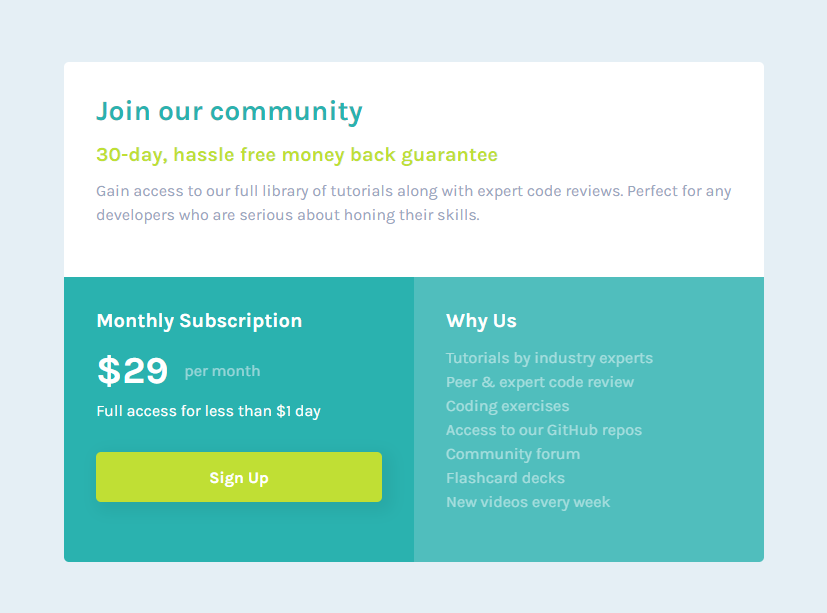 Join our community
30-day, hassle free money back guarantee
Gain access to our full library of tutorials along with expert code reviews. Perfect for any
developers who are serious about honing their skills.
Monthly Subscription
$29 per month
Full access for less than $1 day
Sign Up
Why Us
Tutorials by industry experts
Peer & expert code review
Coding exercises
Access to our GitHub repos
Community forum
Flashcard decks
New videos every week